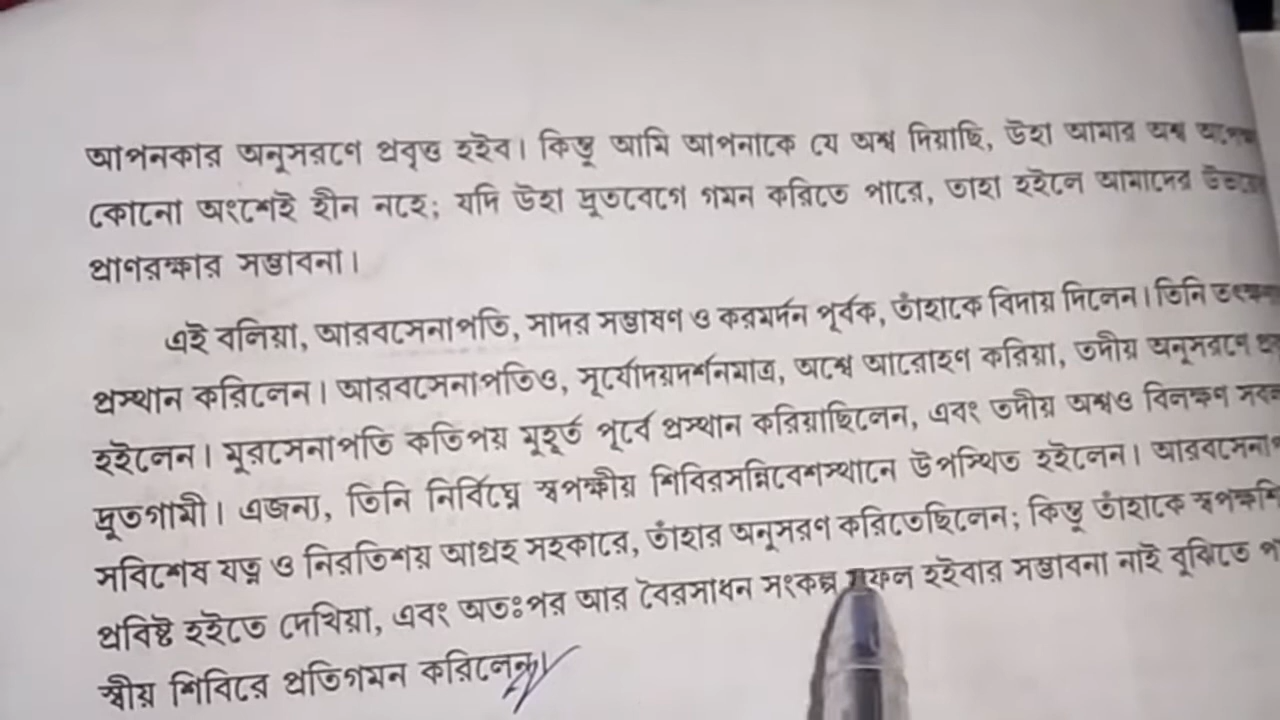 আপনকার অনুসরণে প্রবৃত্ত হইব। কিন্তু আমি আপনাকে যে অশ্ব দিয়াছি, উহা আমার অশ্ব
কোনো অংশেই হীন নহে; যদি উহা দ্রুতবেগে গমন করিতে পারে, তাহা হইলে আমাদের
প্রাণরক্ষার সম্ভাবনা।
এই বলিয়া, আরবসেনাপতি, সাদর সম্ভাষণ ও করমর্দন পূর্বক, তাঁহাকে বিদায় দিলেন। তিনি
প্রস্থান করিলেন। আরবসেনাপতিও, সূর্যোদয়দর্শনমাত্র, অশ্বে আরোহণ করিয়া, তদীয় অনুসরণে
হইলেন। মূরসেনাপতি কতিপয় মুহূর্ত পূর্বে প্রস্থান করিয়াছিলেন, এবং তদীয় অশ্বও বিলক্ষণ
দ্রুতগামী। এজন্য, তিনি নির্বিঘ্নে স্বপক্ষীয় শিবিরসন্নিবেশস্থানে উপস্থিত হইলেন।
সবিশেষ যত্ন ও নিরতিশয় আগ্রহ সহকারে, তাঁহার অনুসরণ করিতেছিলেন; কিন্তু তাঁহাকে
প্রবিষ্ট হইতে দেখিয়া, এবং অতঃপর আর বৈরসাধন সংকল্প সফল হইবার সম্ভাবনা নাই বুঝিতে
স্বীয় শিবিরে প্রতিগমন করিলেন।